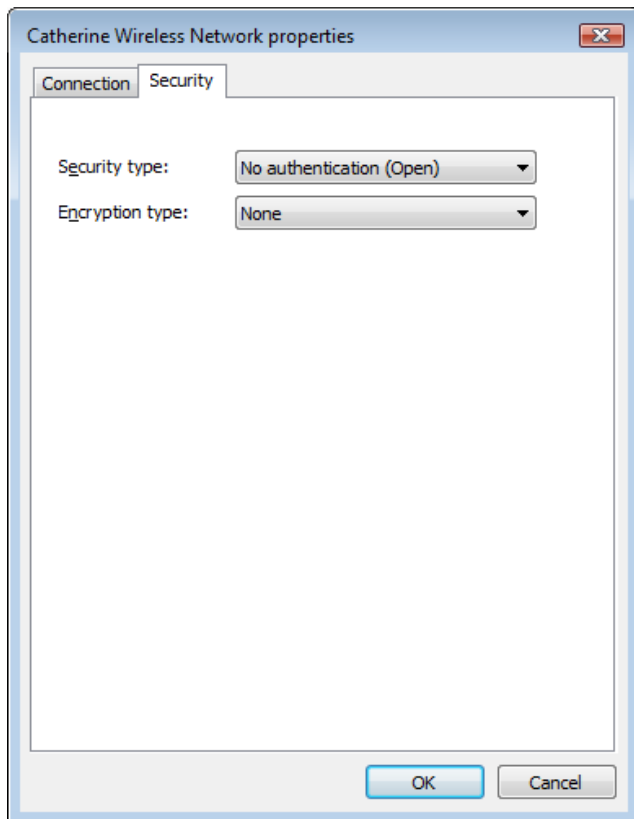 Catherine Wireless Network properties
Connection Security
Security type: No authentication (Open)
Encryption type: None
OK Cancel